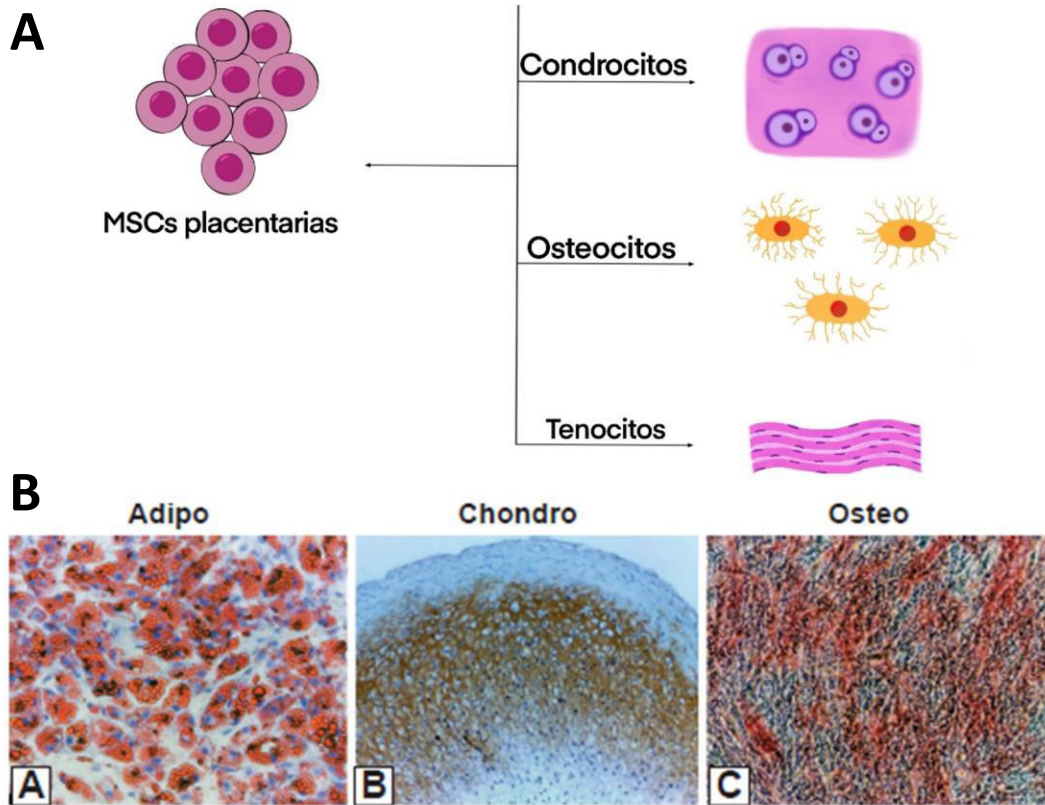 A
Condrocitos
MSCs placentarias
Osteocitos
Tenocitos
B
Adipo Chondro Osteo
A B C